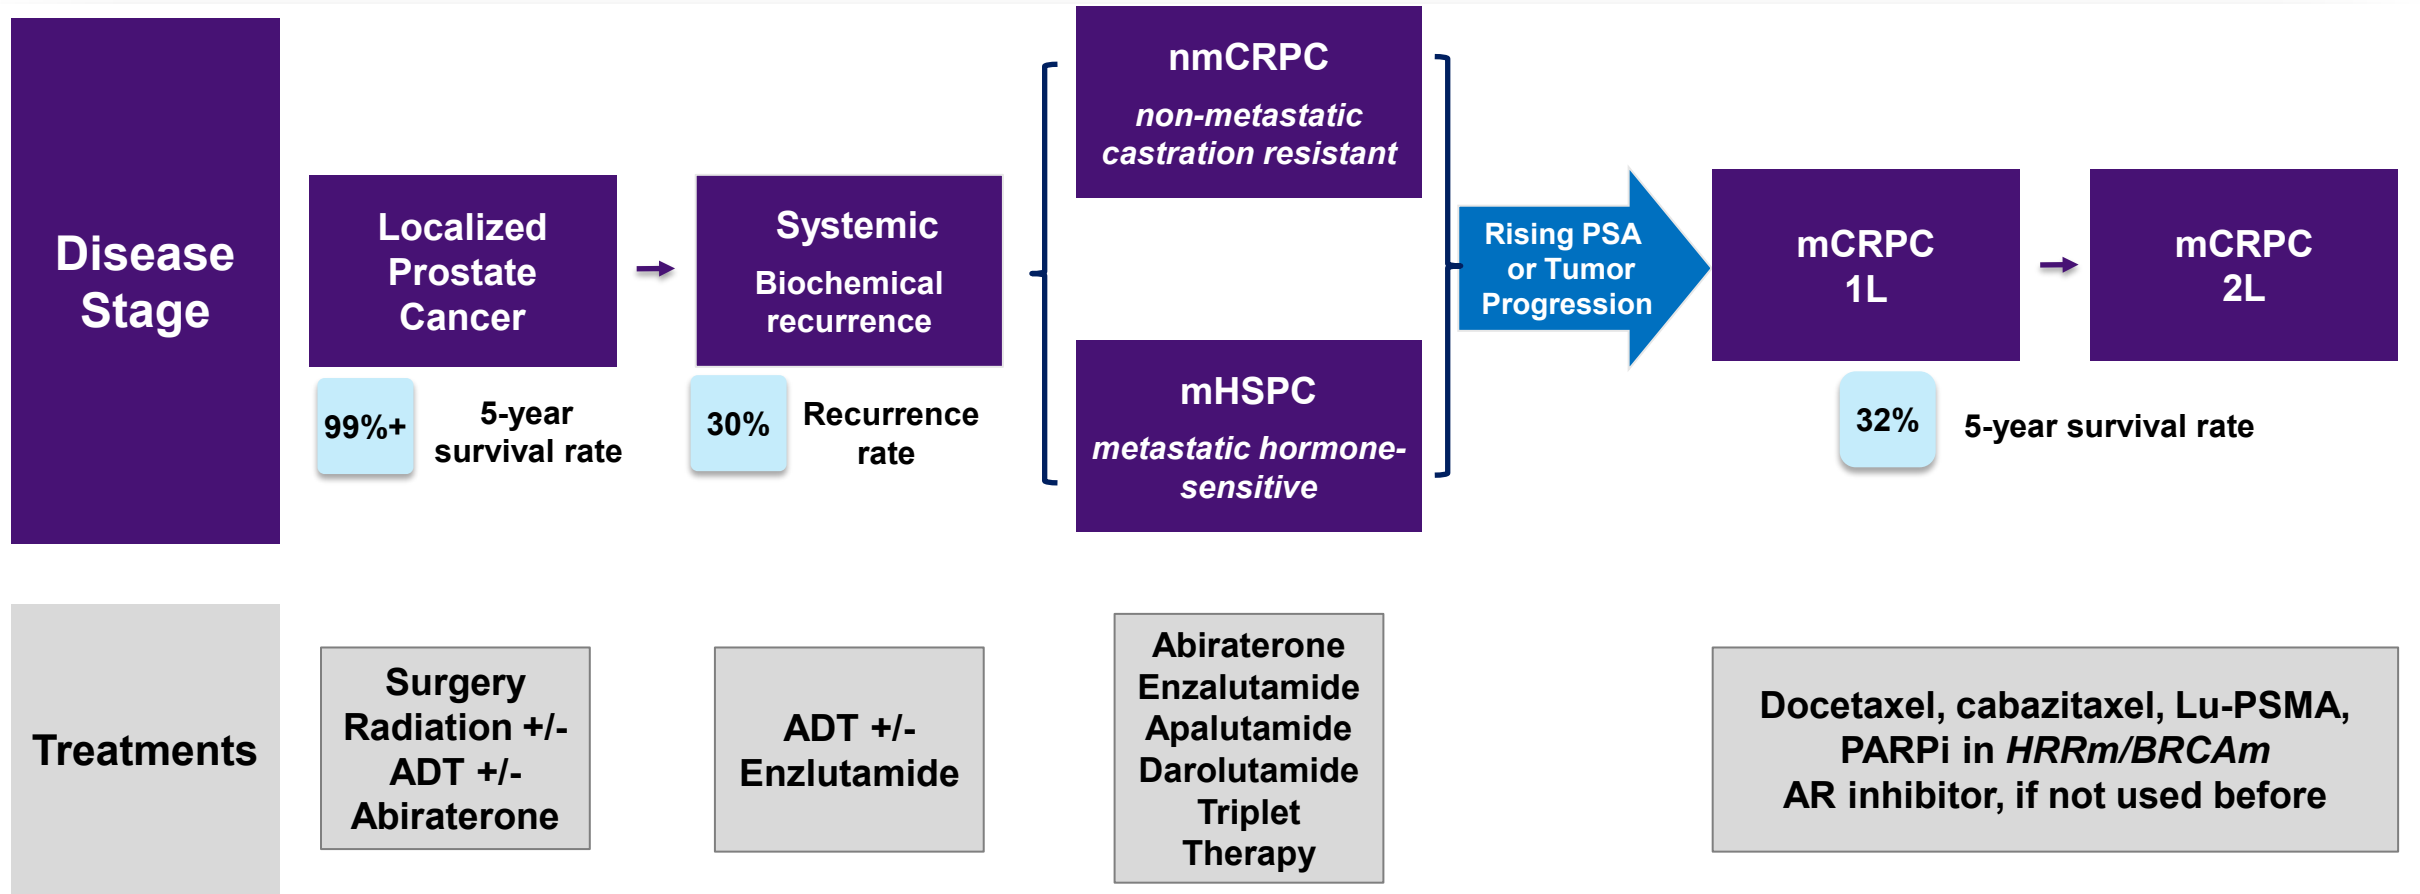 Disease
Stage
Localized
Prostate
Cancer
99%+
5-year
survival rate
Systemic
Biochemical
recurrence
30%
Recurrence
rate
nmCRPC
non-metastatic
castration resistant
mHSPC
metastatic hormone-
sensitive
Rising PSA
or Tumor
Progression
mCRPC
1L
mCRPC
2L
32%
5-year survival rate
Treatments
Surgery
Radiation +/-
ADT +/-
Abiraterone
ADT +/-
Enzlutamide
Abiraterone
Enzalutamide
Apalutamide
Darolutamide
Triplet
Therapy
Docetaxel, cabazitaxel, Lu-PSMA,
PARPi in HRRm/BRCAm
AR inhibitor, if not used before